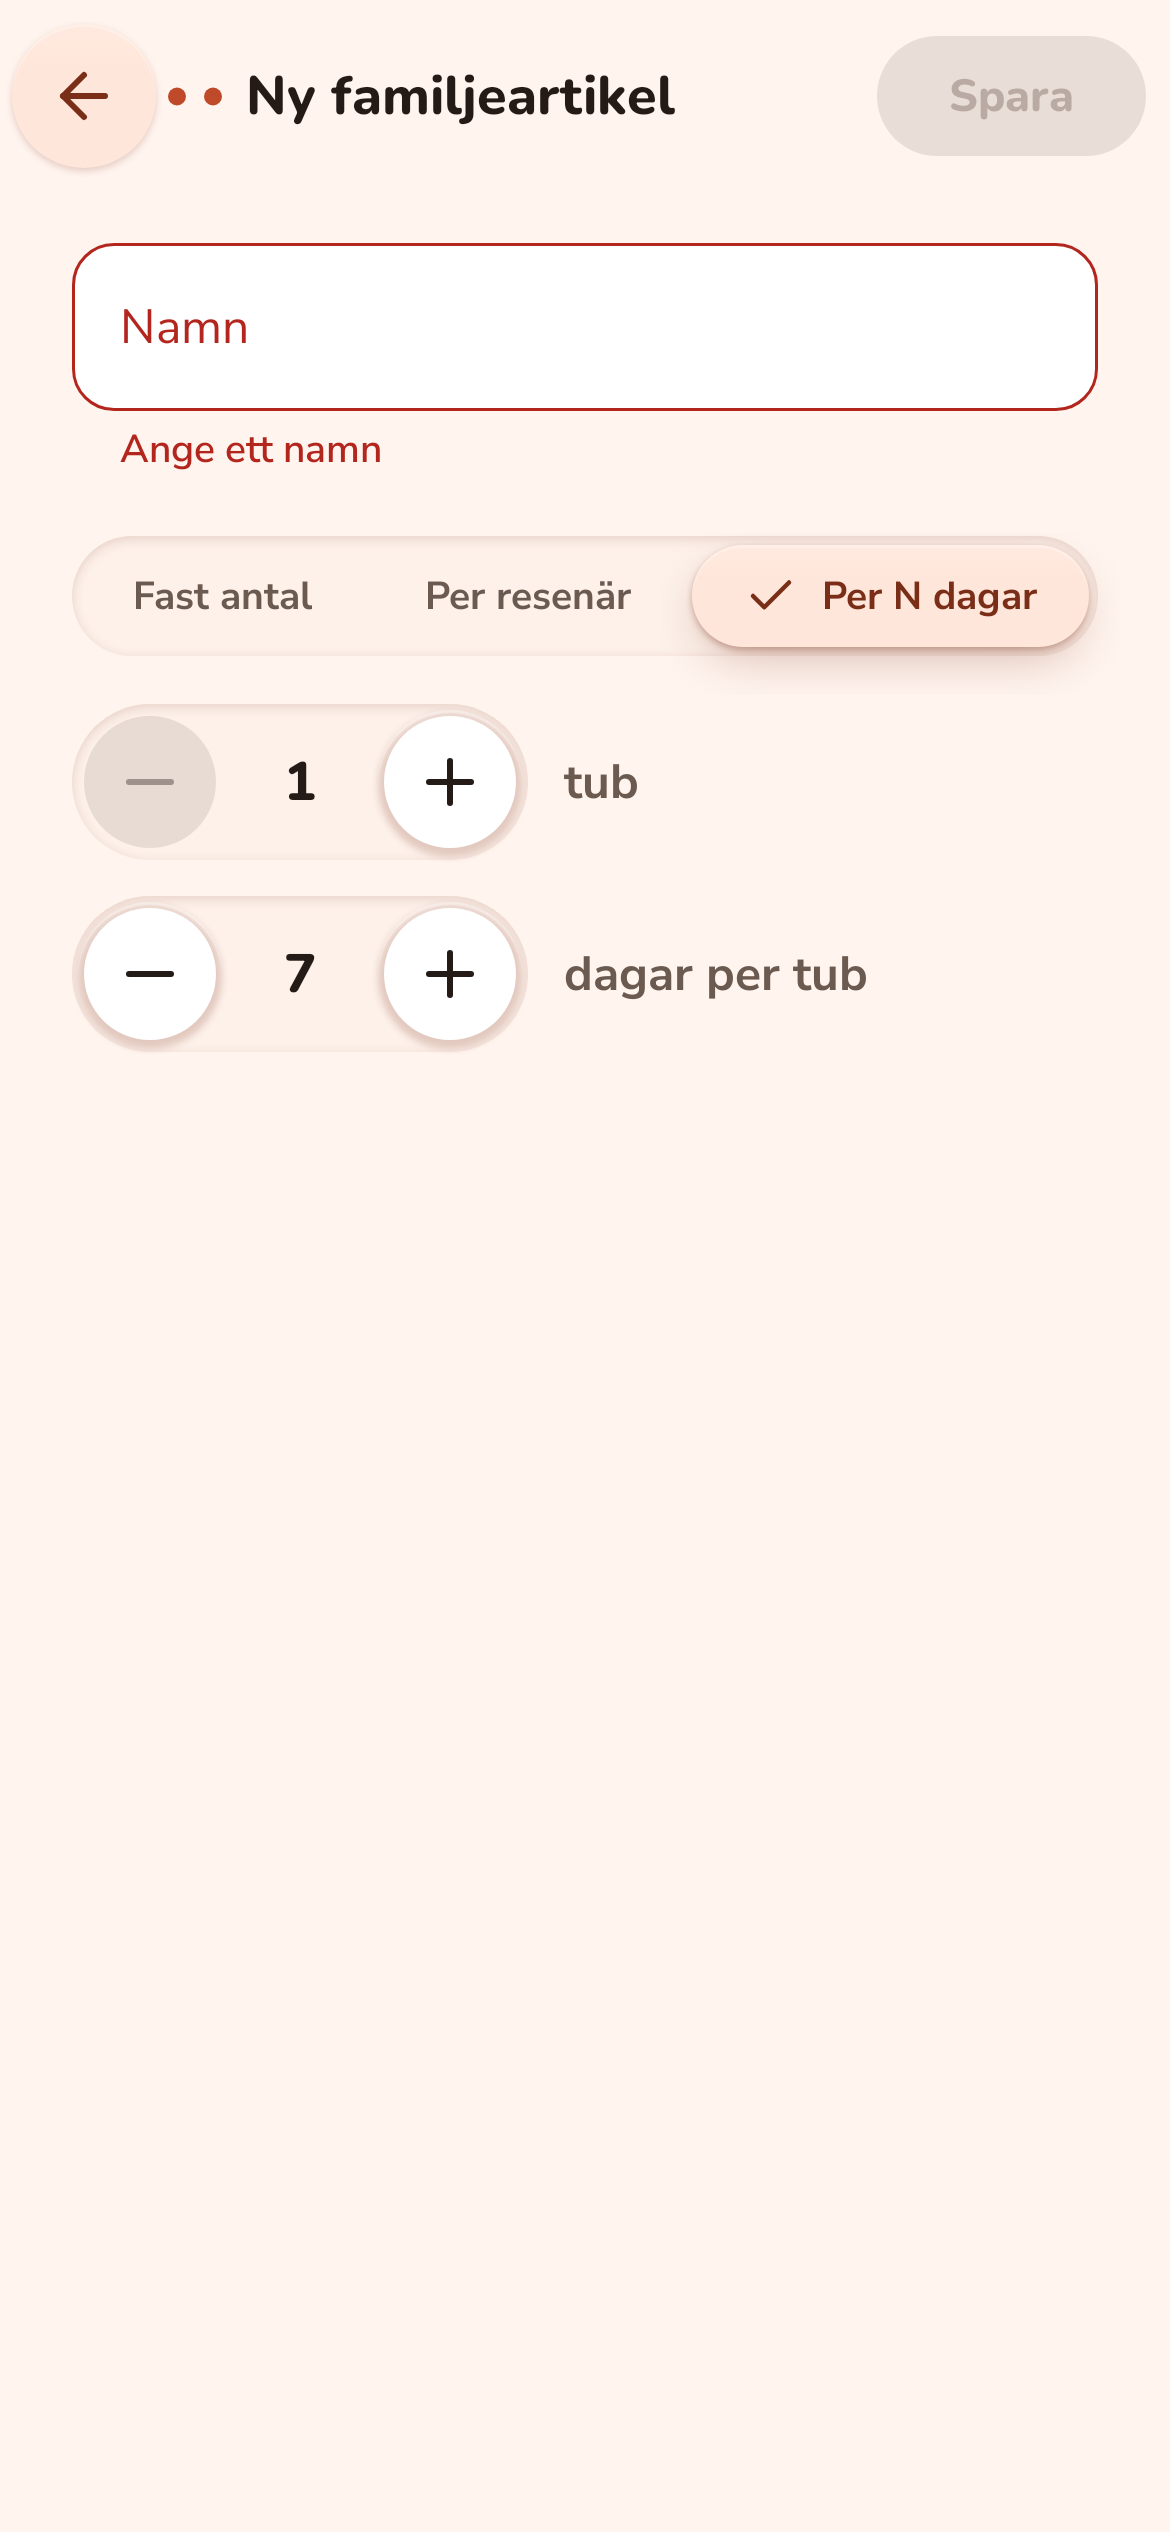 Ny familjeartikel
Spara
Namn
Ange ett namn
Fast antal
Per resenär
Per N dagar
1
tub
7
dagar per tub